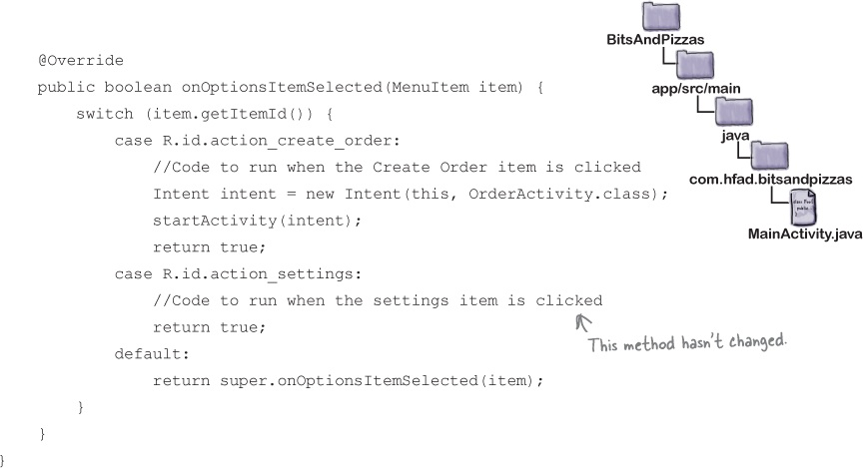 @Override
public boolean onOptionsItemSelected(MenuItem item) {
switch (item.getItemId()) {
case R.id.action_create_order:
//Code to run when the Create Order item is clicked
Intent intent = new Intent(this, OrderActivity.class);
startActivity(intent);
return true;
case R.id.action_settings:
//Code to run when the settings item is clicked
return true;
default:
return super.onOptionsItemSelected(item);
}
}
}
This method hasn't changed.
BitsAndPizzas
app/src/main
java
com.hfad.bitsandpizzas
MainActivity.java